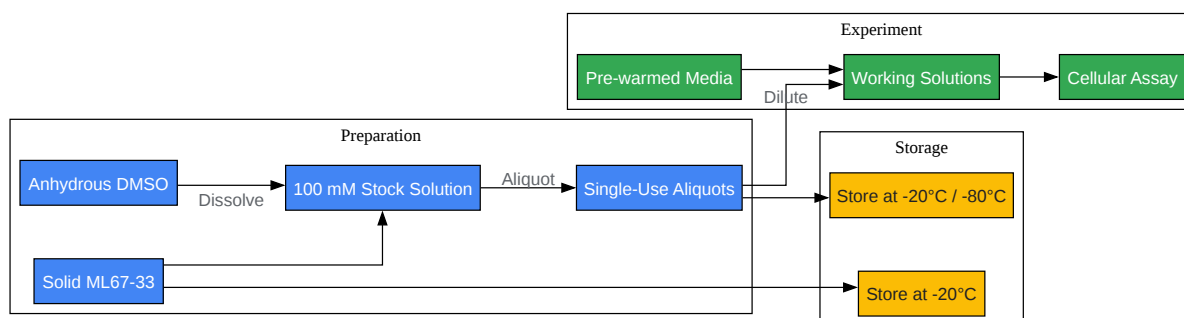 Experiment
Pre-warmed Media
Working Solutions
Cellular Assay
Dilute
Preparation
Storage
Anhydrous DMSO
Dissolve
100 mM Stock Solution
Aliquot
Single-Use Aliquots
Store at -20°C / -80°C
Solid ML67-33
Store at -20°C